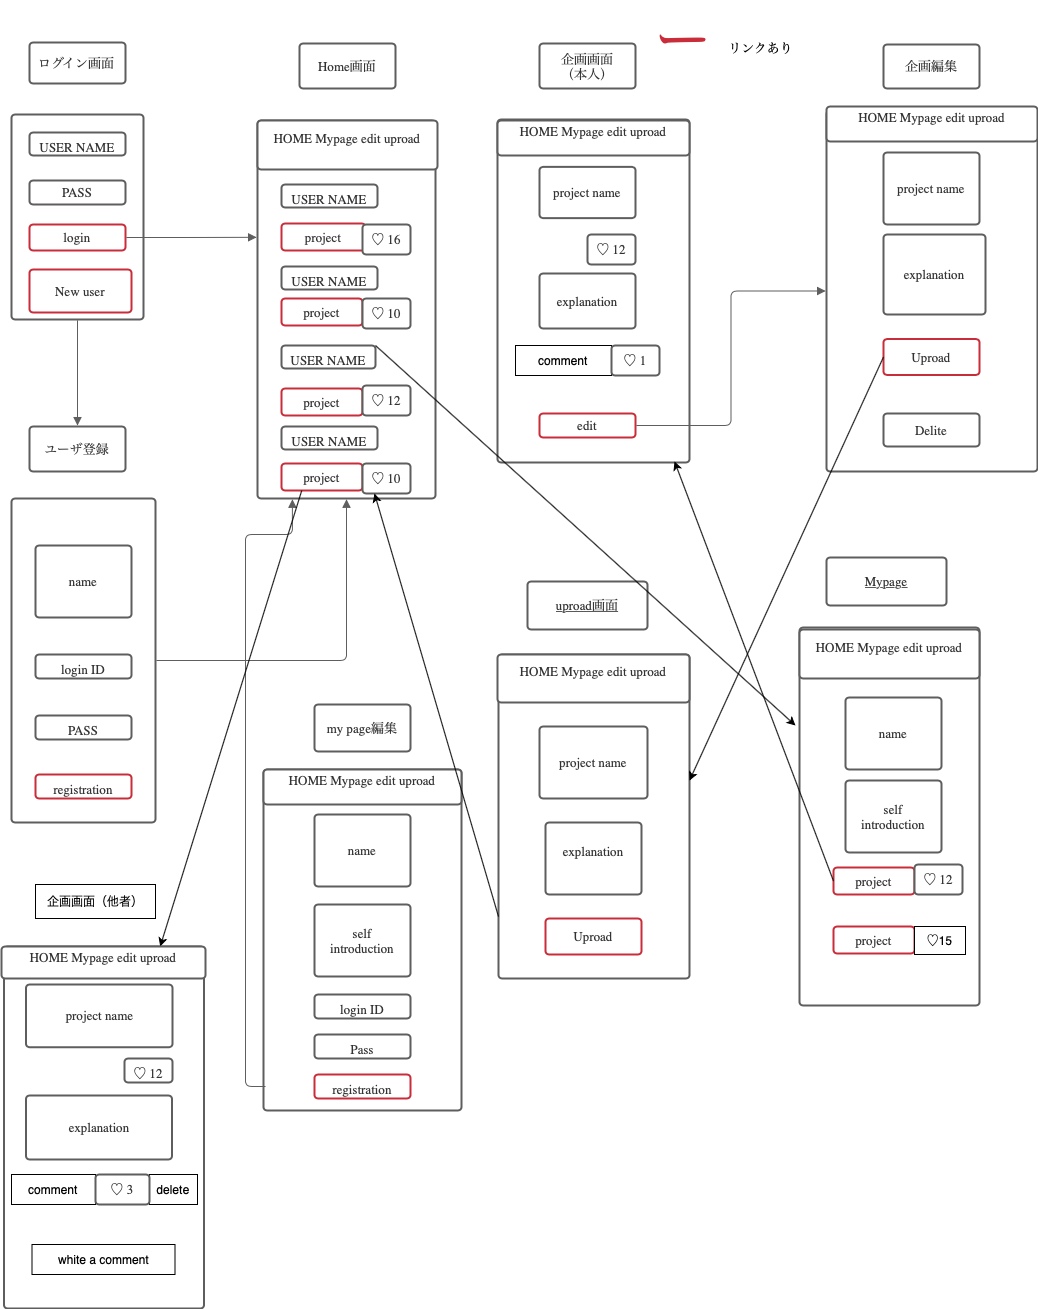 リンクあり
ログイン画面
USER NAME
PASS
login
New user
ユーザ登録
name
login ID
PASS
registration
Home画面
HOME Mypage edit uproad
USER NAME
project
♡ 16
USER NAME
project
♡ 10
USER NAME
project
♡ 12
USER NAME
project
♡ 10
企画画面
（本人）
HOME Mypage edit uproad
project name
♡ 12
explanation
comment
♡ 1
edit
企画編集
HOME Mypage edit uproad
project name
explanation
Uproad
Delite
uproad画面
HOME Mypage edit uproad
project name
explanation
Uproad
Mypage
HOME Mypage edit uproad
name
self
introduction
project
♡ 12
project
♡15
my page編集
HOME Mypage edit uproad
name
self
introduction
login ID
Pass
registration
企画画面（他者）
HOME Mypage edit uproad
project name
♡ 12
explanation
comment
♡ 3
delete
white a comment